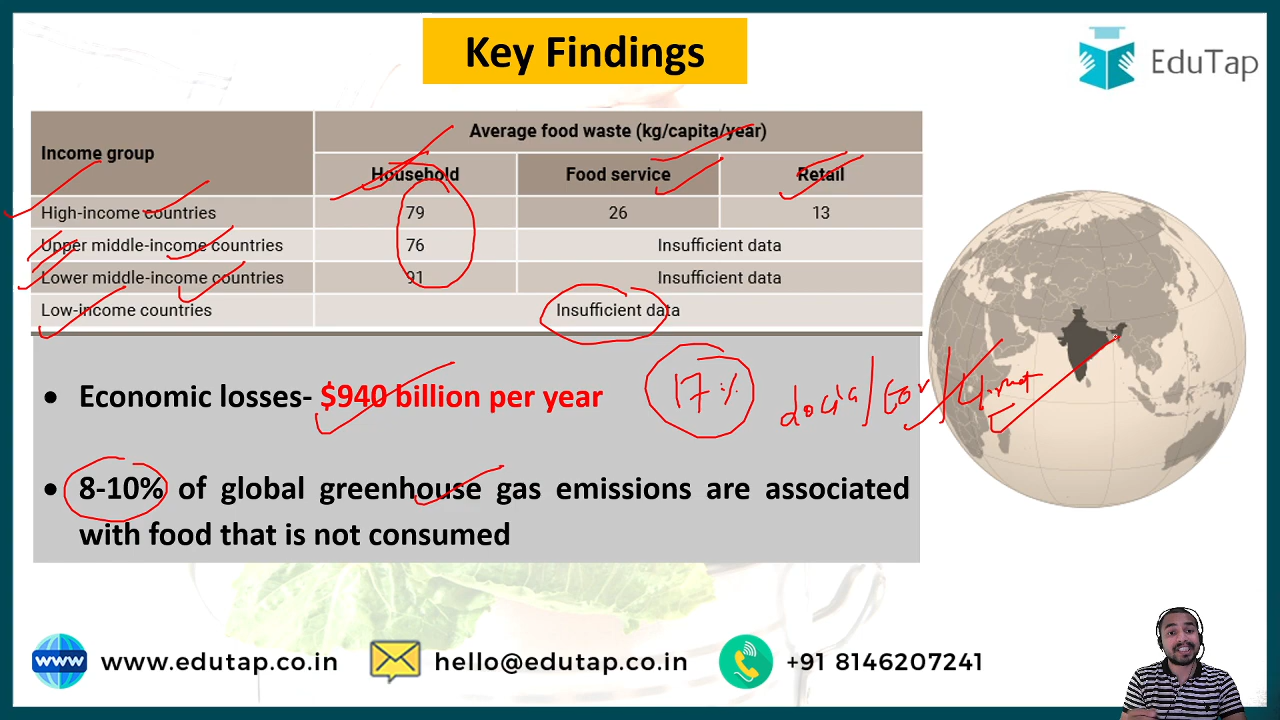 Key Findings
EduTap
Average food waste (kg/capita/year)
Income group
Household Food service Retail
High-income countries 79 26 13
Upper middle-income countries 76 Insufficient data
Lower middle-income countries 91 Insufficient data
Low-income countries Insufficient data
• Economic losses- $940 billion per year
17%
• 8-10% of global greenhouse gas emissions are associated
with food that is not consumed
www www.edutap.co.in hello@edutap.co.in +91 8146207241